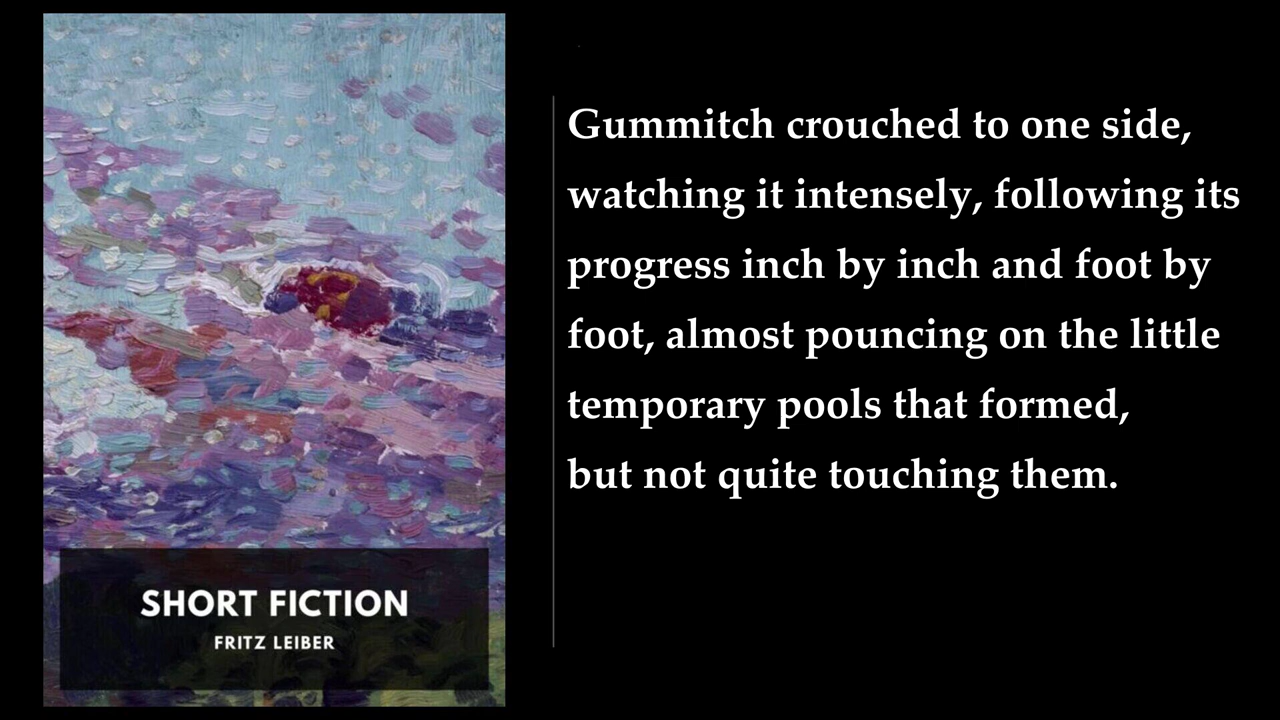 SHORT FICTION
FRITZ LEIBER
Gummitch crouched to one side,
watching it intensely, following its
progress inch by inch and foot by
foot, almost pouncing on the little
temporary pools that formed,
but not quite touching them.